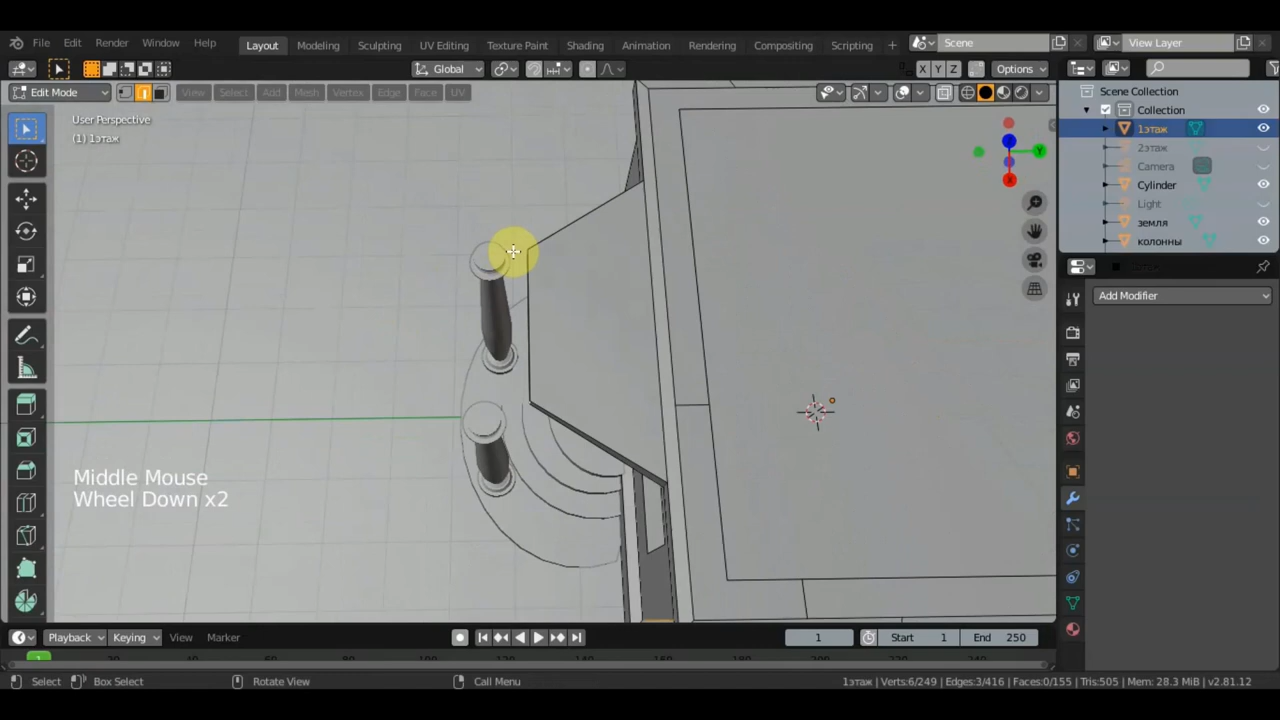 File Edit Render Window Help Layout Modeling Sculpting UV Editing Texture Paint Shading Animation Rendering Compositing Scripting + Scene View Layer
Global X Y Z Options
Edit Mode View Select Add Mesh Vertex Edge Face UV
User Perspective
(1) 1этаж
Scene Collection
Collection
1этаж
2этаж
Camera
Cylinder
Light
земля
колонны
Add Modifier
Y
X
Middle Mouse
Wheel Down x2
Playback Keying View Marker 1 Start 1 End 250
Select Box Select Rotate View Call Menu 1этаж | Verts:6/249 | Edges:3/416 | Faces:0/155 | Tris:505 | Mem: 28.3 MiB | v2.81.12